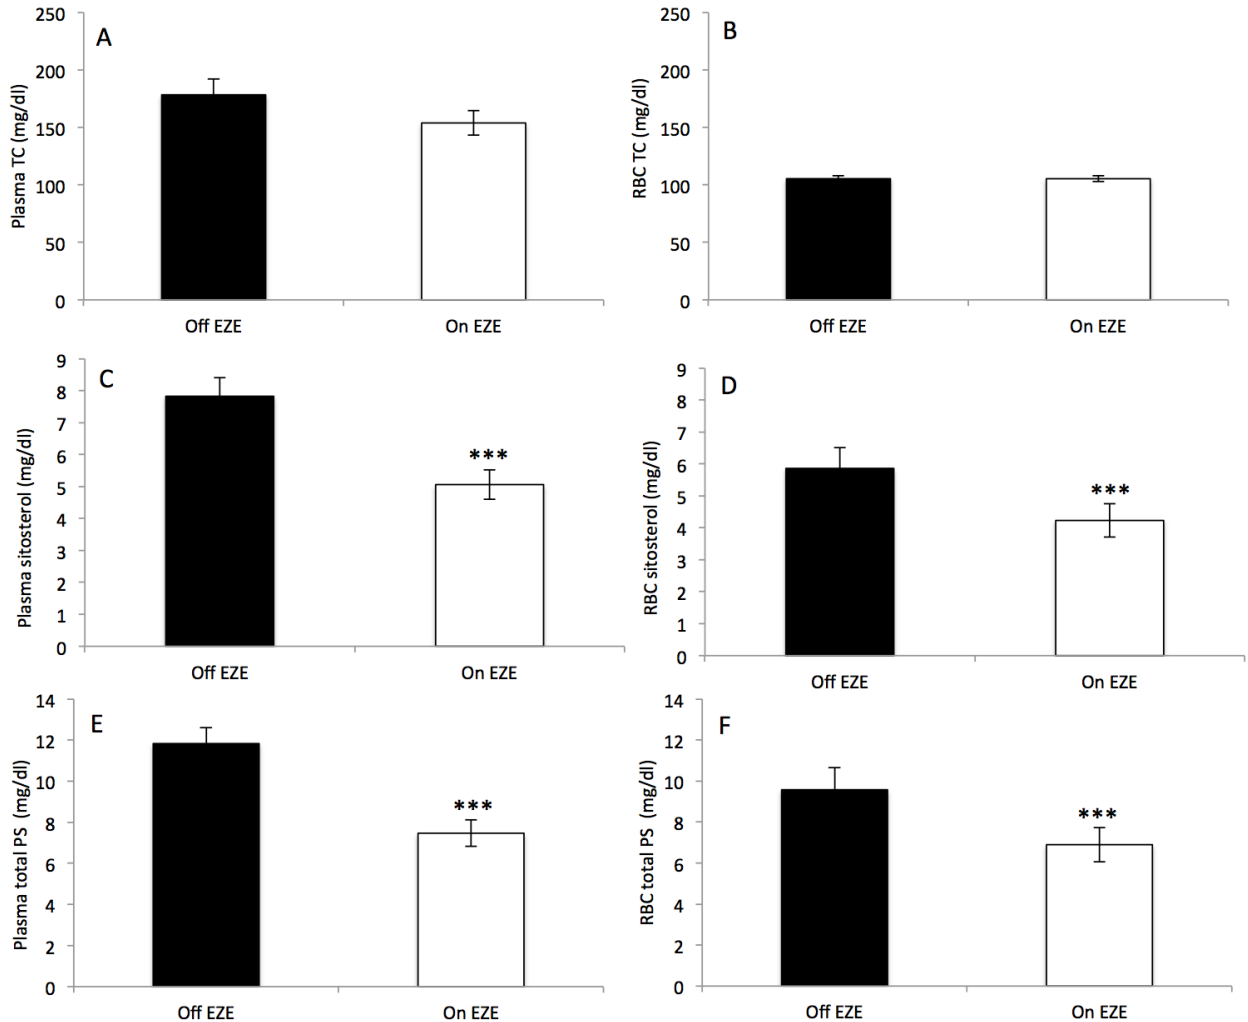 A
Plasma TC (mg/dl)
250
200
150
100
50
0
Off EZE
On EZE
B
RBC TC (mg/dl)
250
200
150
100
50
0
Off EZE
On EZE
C
Plasma sitosterol (mg/dl)
9
8
7
6
5
4
3
2
1
0
***
Off EZE
On EZE
D
RBC sitosterol (mg/dl)
9
8
7
6
5
4
3
2
1
0
***
Off EZE
On EZE
E
Plasma total PS (mg/dl)
14
12
10
8
6
4
2
0
***
Off EZE
On EZE
F
RBC total PS (mg/dl)
14
12
10
8
6
4
2
0
***
Off EZE
On EZE